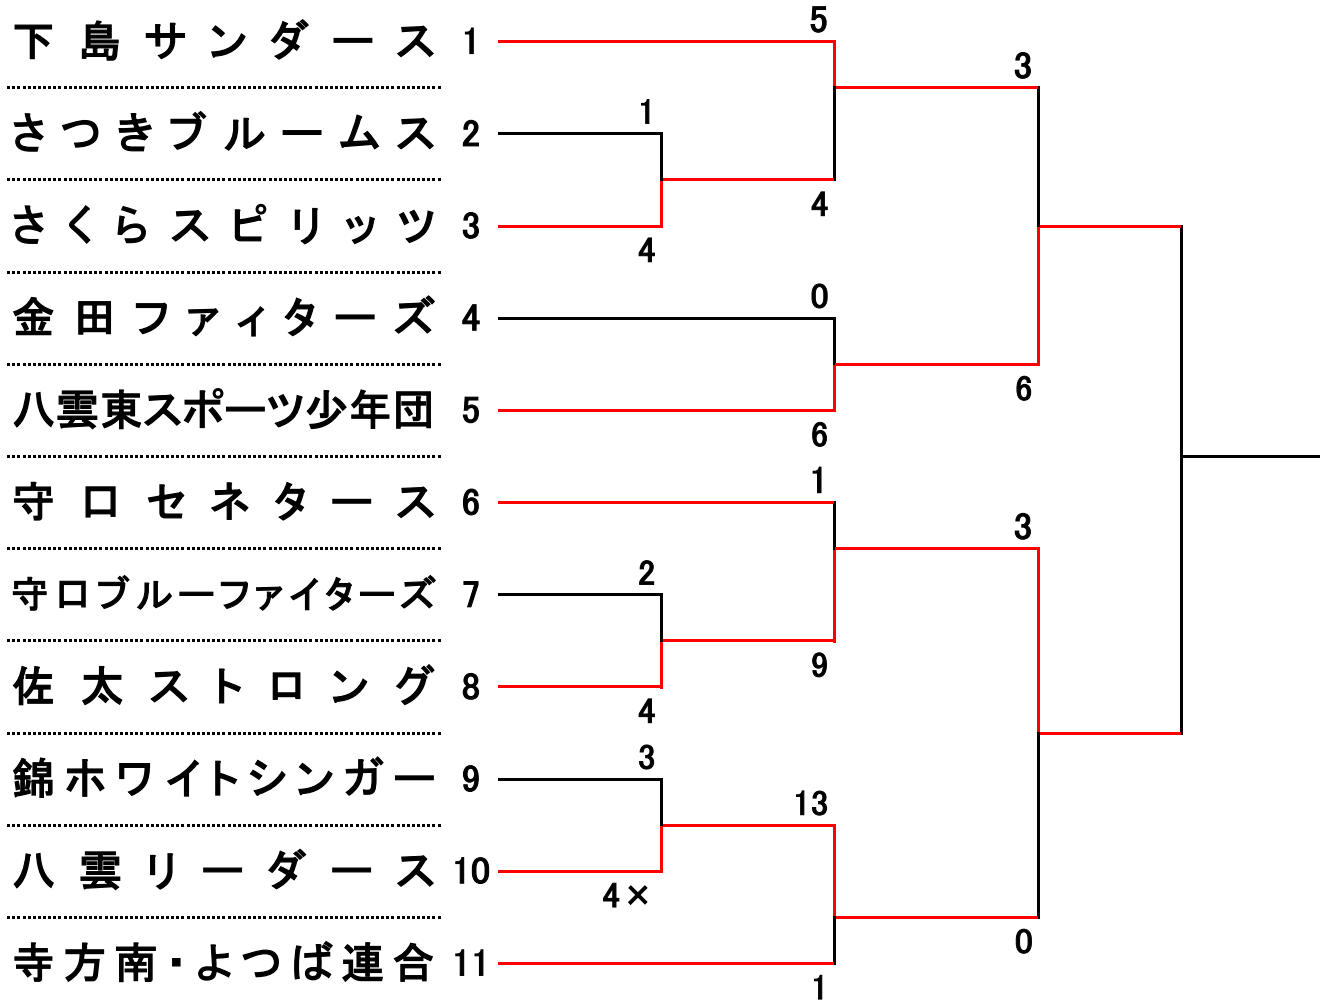 下島サンダース 1
5
3
さつきブルームス 2
1
4
さくらスピリッツ 3
4
金田ファイターズ 4
0
6
八雲東スポーツ少年団 5
6
守口セネタース 6
1
3
守口ブルーファイターズ 7
2
9
佐太ストロング 8
4
錦ホワイトシンガー 9
3
13
八雲リーダース 10
4×
0
寺方南・よつば連合 11
1